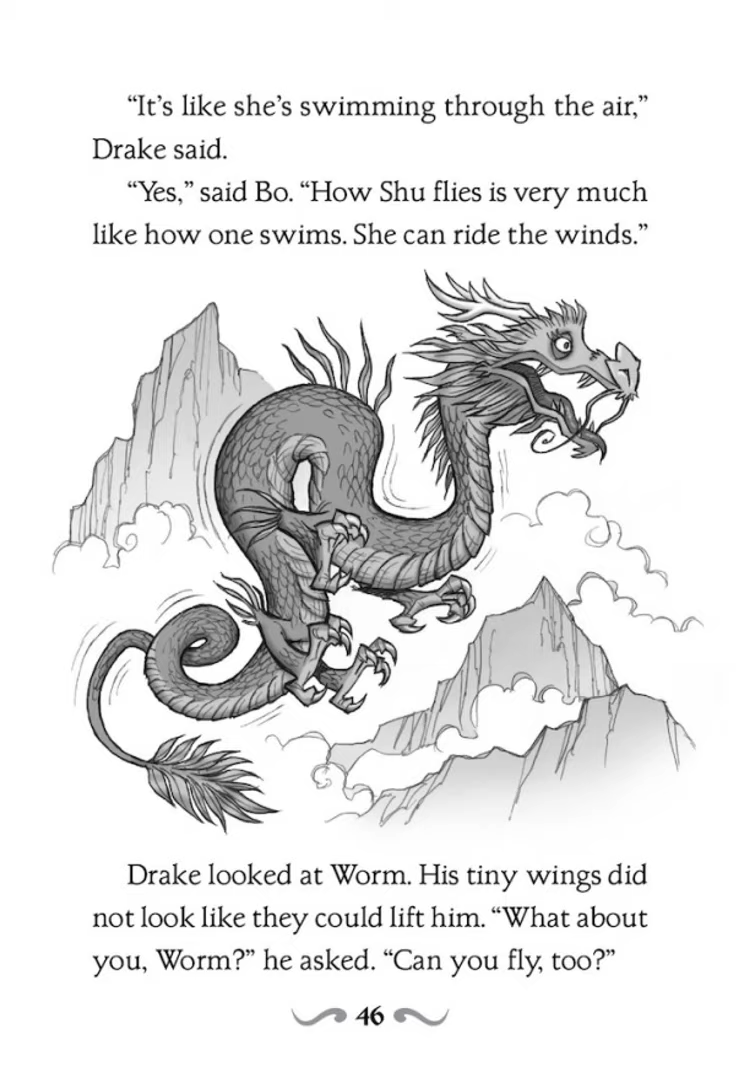 “It’s like she’s swimming through the air,”
Drake said.
“Yes,” said Bo. “How Shu flies is very much
like how one swims. She can ride the winds.”
Drake looked at Worm. His tiny wings did
not look like they could lift him. “What about
you, Worm?” he asked. “Can you fly, too?”
46